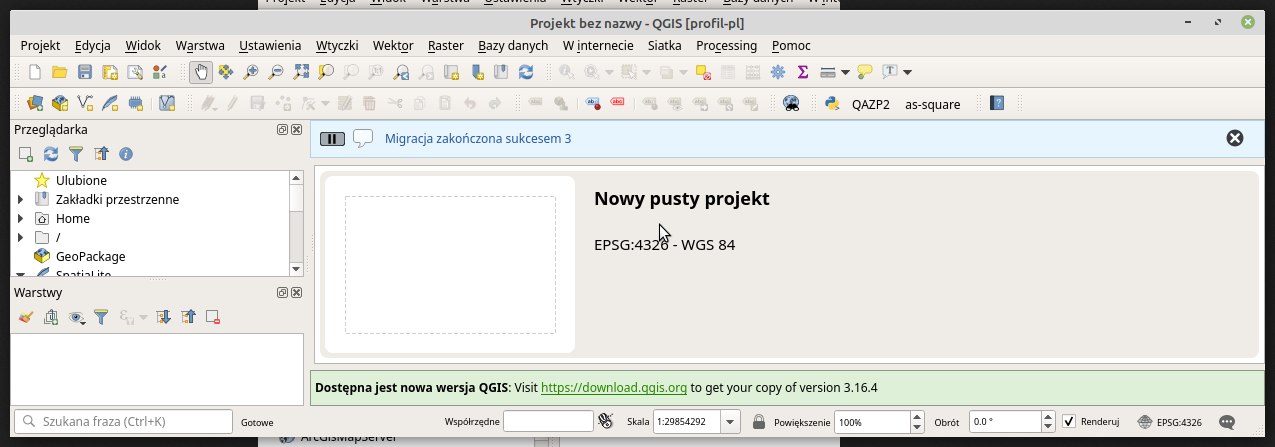 Projekt bez nazwy - QGIS [profil-pl]
Projekt Edycja Widok Warstwa Ustawienia Wtyczki Wektor Raster Bazy danych W internecie Siatka Processing Pomoc
QAZP2 as-square
Przeglądarka
Migracja zakończona sukcesem 3
Ulubione
Zakładki przestrzenne
Home
/
GeoPackage
SpatiaLite
Nowy pusty projekt
EPSG:4326 - WGS 84
Warstwy
Dostępna jest nowa wersja QGIS: Visit https://download.qgis.org to get your copy of version 3.16.4
Szukana fraza (Ctrl+K) Gotowe Współrzędne Skala 1:29854292 Powiększenie 100% Obrót 0.0 ° Renderuj EPSG:4326
ArcGisMapServer